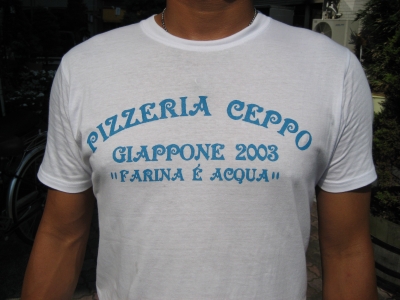 PIZZERIA CEPPO
GIAPPONE 2003
"FARINA É ACQUA"